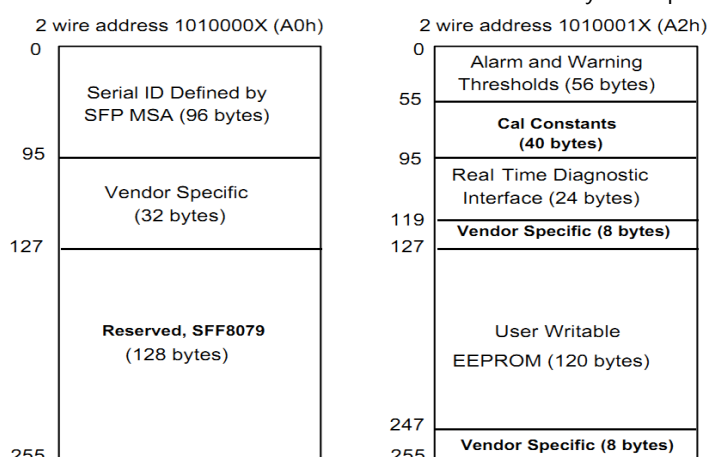 2 wire address 1010000X (A0h)
0
Serial ID Defined by
SFP MSA (96 bytes)
95
Vendor Specific
(32 bytes)
127
Reserved, SFF8079
(128 bytes)
255
2 wire address 1010001X (A2h)
0
Alarm and Warning
Thresholds (56 bytes)
55
Cal Constants
(40 bytes)
95
Real Time Diagnostic
Interface (24 bytes)
119
Vendor Specific (8 bytes)
127
User Writable
EEPROM (120 bytes)
247
Vendor Specific (8 bytes)
255